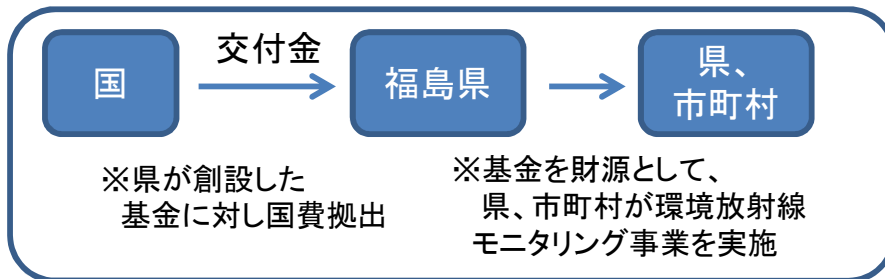 交付金
国
福島県
県、
市町村
※県が創設した
基金に対し国費拠出
※基金を財源として、
県、市町村が環境放射線
モニタリング事業を実施